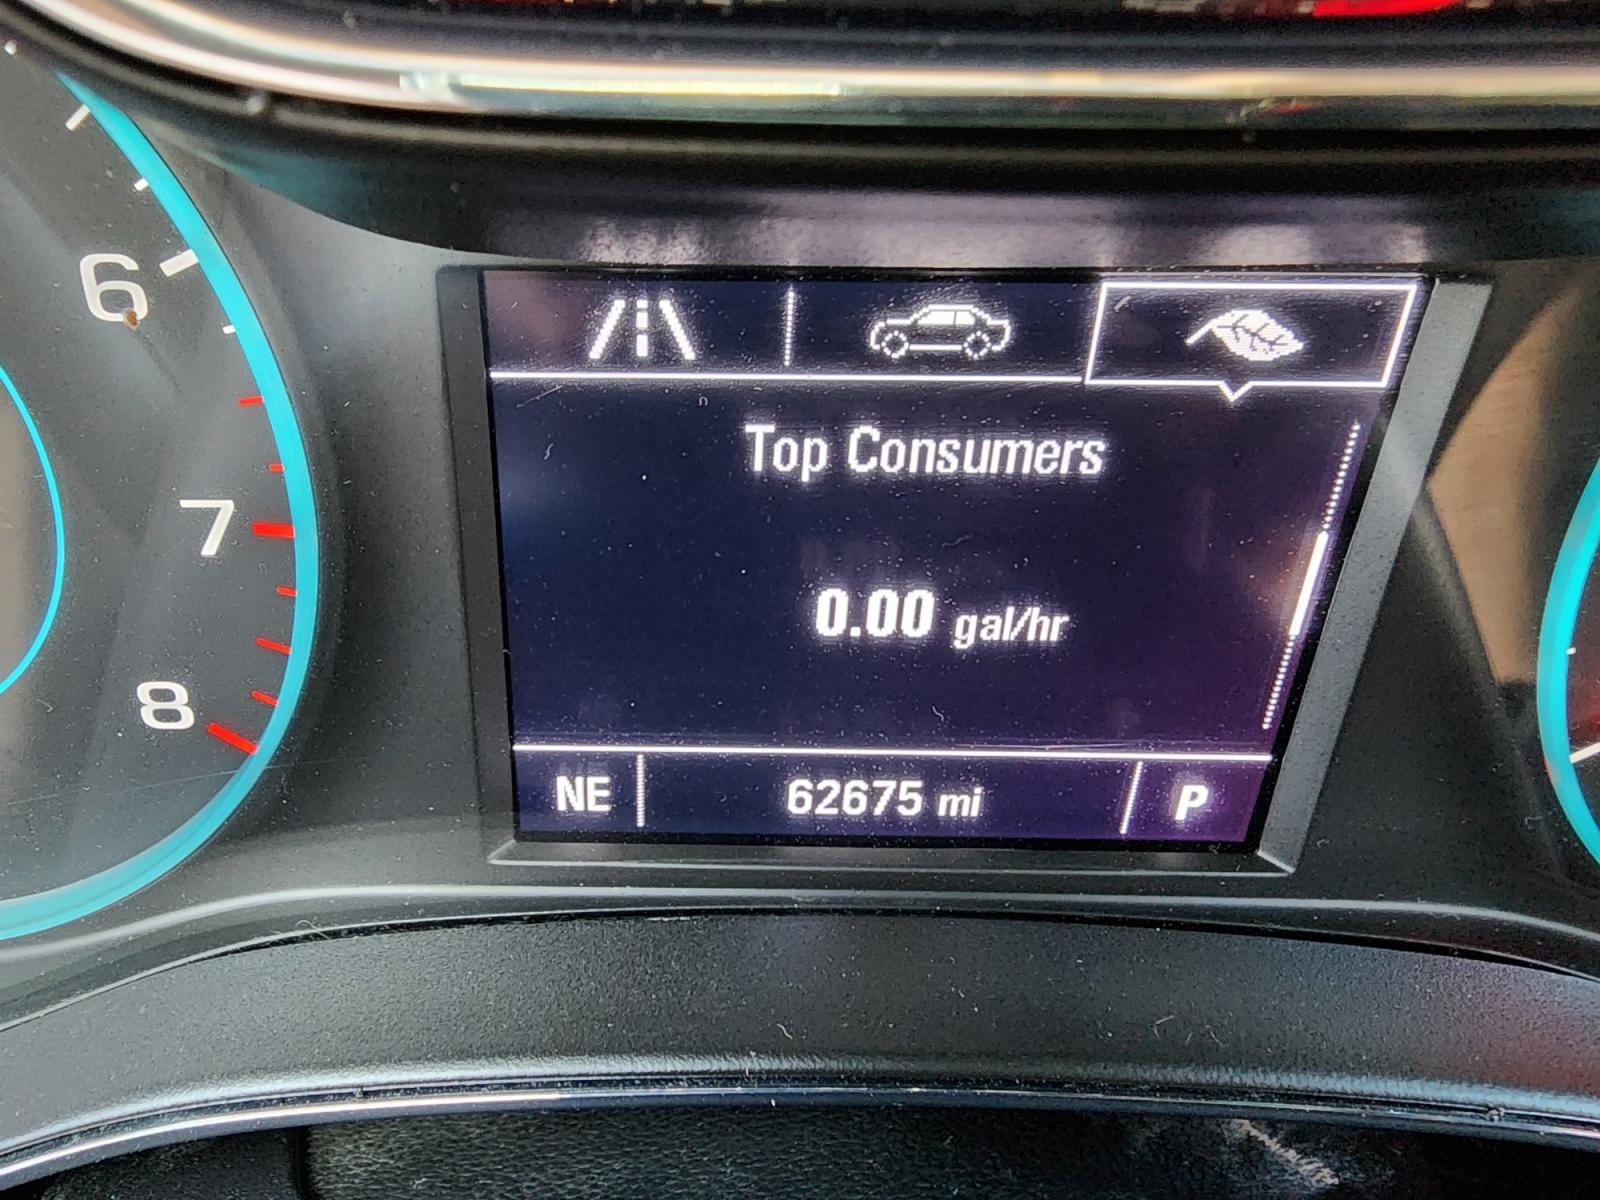 6
7
8
Top Consumers
0.00 gal/hr
NE 62675 mi P